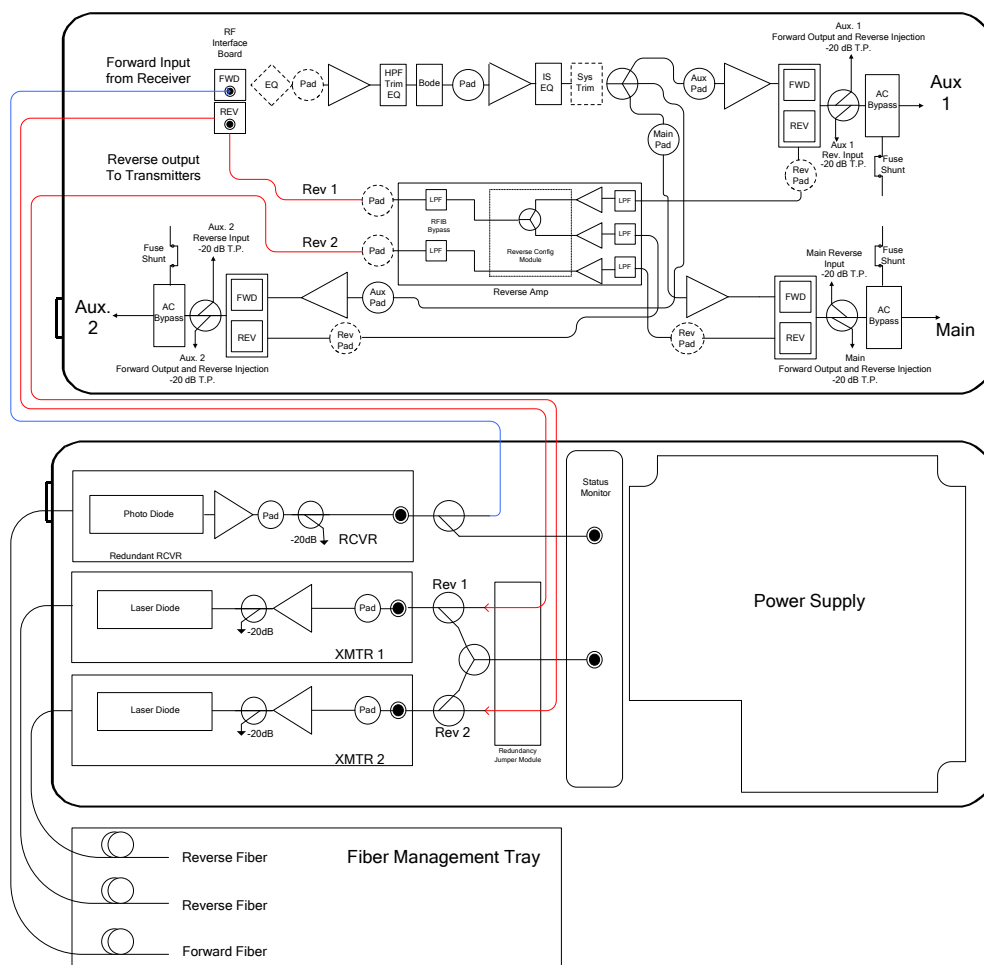 RF
Interface
Board
Forward Input
from Receiver
FWD
REV
EQ
Pad
HPF
Trim
EQ
Bode
Pad
IS
EQ
Sys
Trim
Aux
Pad
Main
Pad
FWD
REV
Rev
Pad
Aux. 1
Forward Output and Reverse Injection
-20 dB T.P.
Aux 1
Rev. Input
-20 dB T.P.
AC
Bypass
Aux
1
Fuse
Shunt
Reverse output
To Transmitters
Rev 1
Pad
Rev 2
Pad
LPF
RFIB
Bypass
LPF
Reverse Config
Module
LPF
LPF
LPF
Reverse Amp
Aux. 2
Reverse Input
-20 dB T.P.
Fuse
Shunt
Aux.
2
AC
Bypass
FWD
REV
Aux
Pad
Rev
Pad
Aux. 2
Forward Output and Reverse Injection
-20 dB T.P.
Rev
Pad
FWD
REV
Main Reverse
Input
-20 dB T.P.
Fuse
Shunt
AC
Bypass
Main
Main
Forward Output and Reverse Injection
-20 dB T.P.
Photo Diode
Pad
-20dB
RCVR
Redundant RCVR
Status
Monitor
Power Supply
Laser Diode
-20dB
Pad
XMTR 1
Rev 1
Laser Diode
-20dB
Pad
XMTR 2
Rev 2
Redundancy
Jumper Module
Fiber Management Tray
Reverse Fiber
Reverse Fiber
Forward Fiber